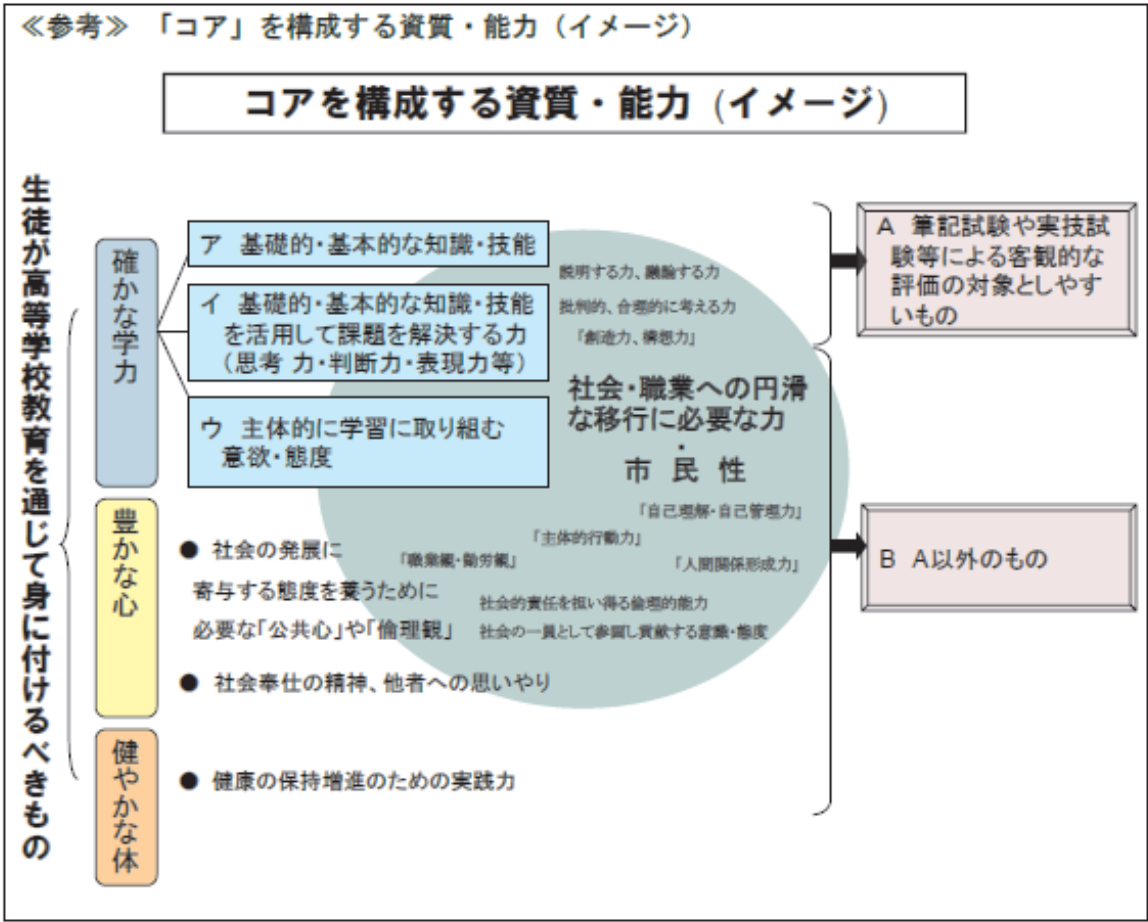 ≪参考≫　「コア」を構成する資質・能力（イメージ）
コアを構成する資質・能力（イメージ）
生徒が高等学校教育を通じて身に付けるべきもの
確かな学力
ア　基礎的・基本的な知識・技能
イ　基礎的・基本的な知識・技能
を活用して課題を解決する力
（思考 力・判断力・表現力等）
ウ　主体的に学習に取り組む
意欲・態度
豊かな心
● 社会の発展に
寄与する態度を養うために
必要な「公共心」や「倫理観」
● 社会奉仕の精神、他者への思いやり
健やかな体
● 健康の保持増進のための実践力
説明する力、議論する力
批判的、合理的に考える力
「創造力、構想力」
社会・職業への円滑
な移行に必要な力
・
市 民 性
「自己理解・自己管理力」
「主体的行動力」
「職業観・勤労観」
「人間関係形成力」
社会的責任を担い得る倫理的能力
社会の一員として参画し貢献する意識・態度
A　筆記試験や実技試
験等による客観的な
評価の対象としやす
いもの
B　A以外のもの